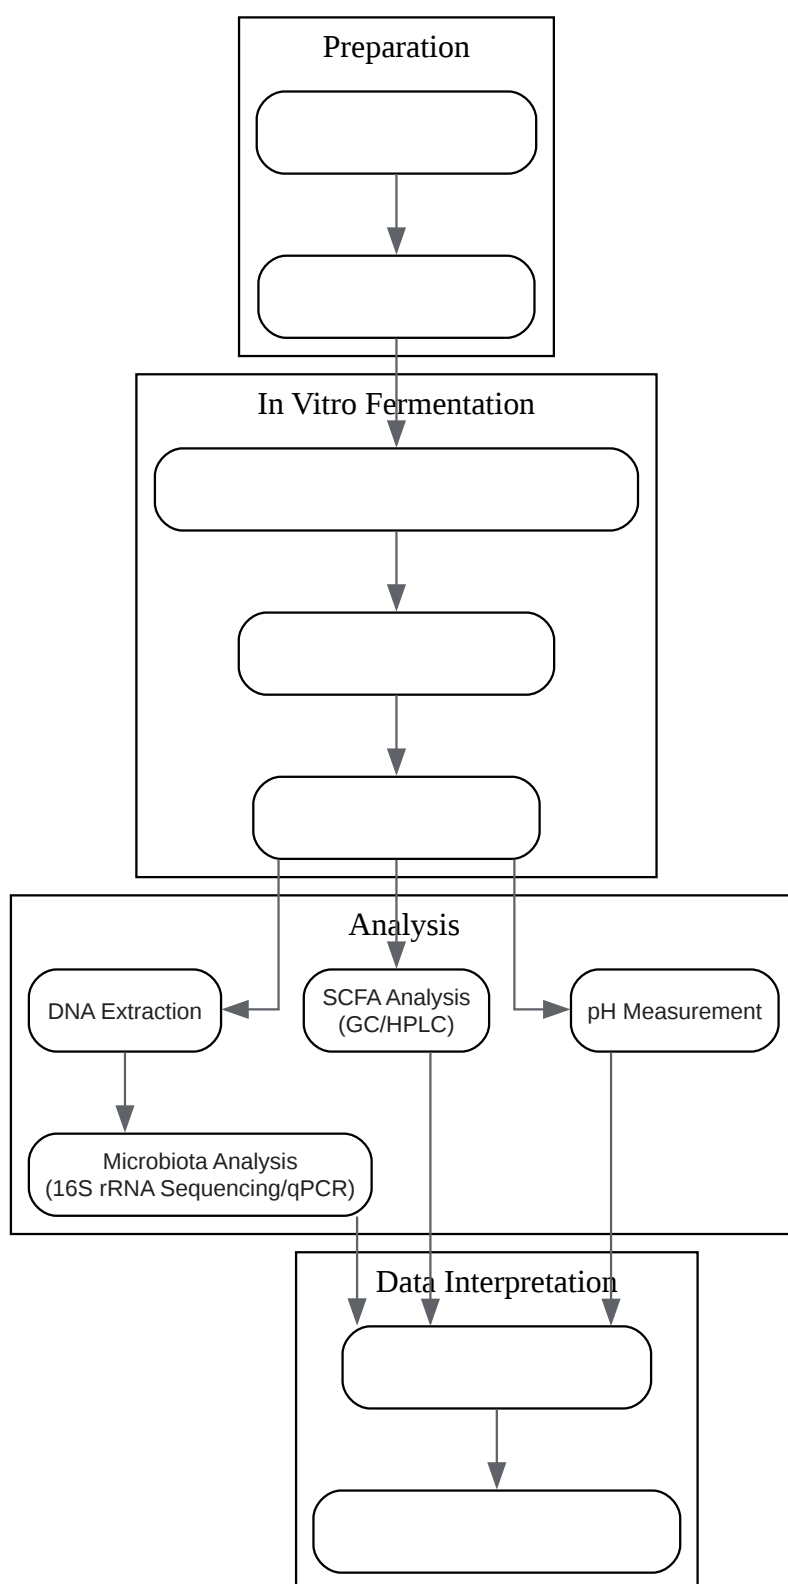 Preparation
In Vitro Fermentation
Analysis
DNA Extraction
SCFA Analysis
(GC/HPLC)
pH Measurement
Microbiota Analysis
(16S rRNA Sequencing/qPCR)
Data Interpretation